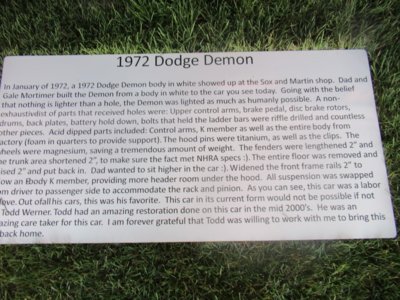 1972 Dodge Demon
In January of 1972, a 1972 Dodge Demon body in white showed up at the Sox and Martin shop. Dad and
Gale Mortimer built the Demon from a body in white to the car you see today. Going with the belief
that nothing is lighter than a hole, the Demon was lighted as much as humanly possible. A non-
exhaustivdist of parts that received holes were: Upper control arms, brake pedal, disc brake rotors,
drums, back plates, battery hold down, bolts that held the ladder bars were riffle drilled and countless
other pieces. Acid dipped parts included: Control arms, K member as well as the entire body from
factory (foam in quarters to provide support). The hood pins were titanium, as well as the clips. The
wheels were magnesium, saving a tremendous amount of weight. The fenders were lengthened 2" and
he trunk area shortened 2", to make sure the fact met NHRA specs :). The entire floor was removed and
ised 2" and put back in. Dad wanted to sit higher in the car :). Widened the front frame rails 2" to
ow an Ebody K member, providing more header room under the hood. All suspension was swapped
om driver to passenger side to accommodate the rack and pinion. As you can see, this car was a labor
love. Out of all his cars, this was his favorite. This car in its current form would not be possible if not
Todd Werner. Todd had an amazing restoration done on this car in the mid 2000's. He was an
azing care taker for this car. I am forever grateful that Todd was willing to work with me to bring this
back home.